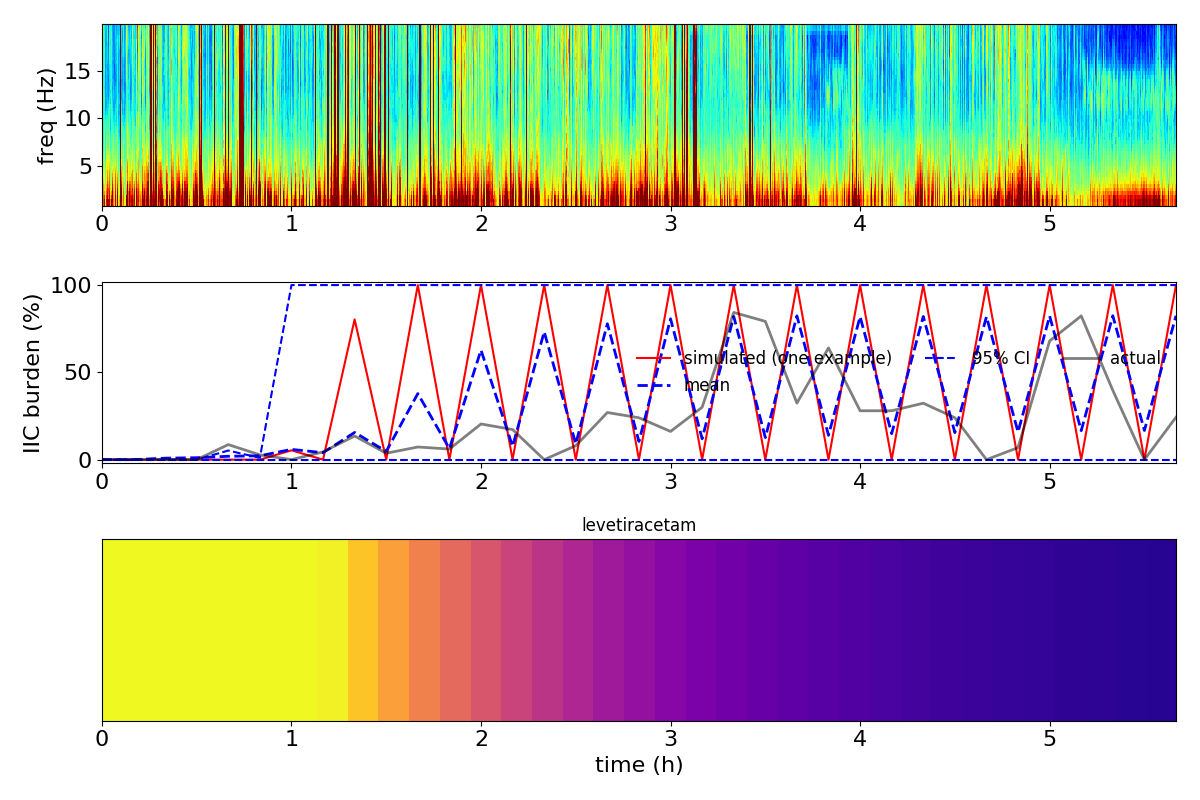 freq (Hz)
15
10
5
0 1 2 3 4 5
IIC burden (%)
100
50
0
simulated (one example) 95% CI actual
mean
0 1 2 3 4 5
levetiracetam
0 1 2 3 4 5
time (h)